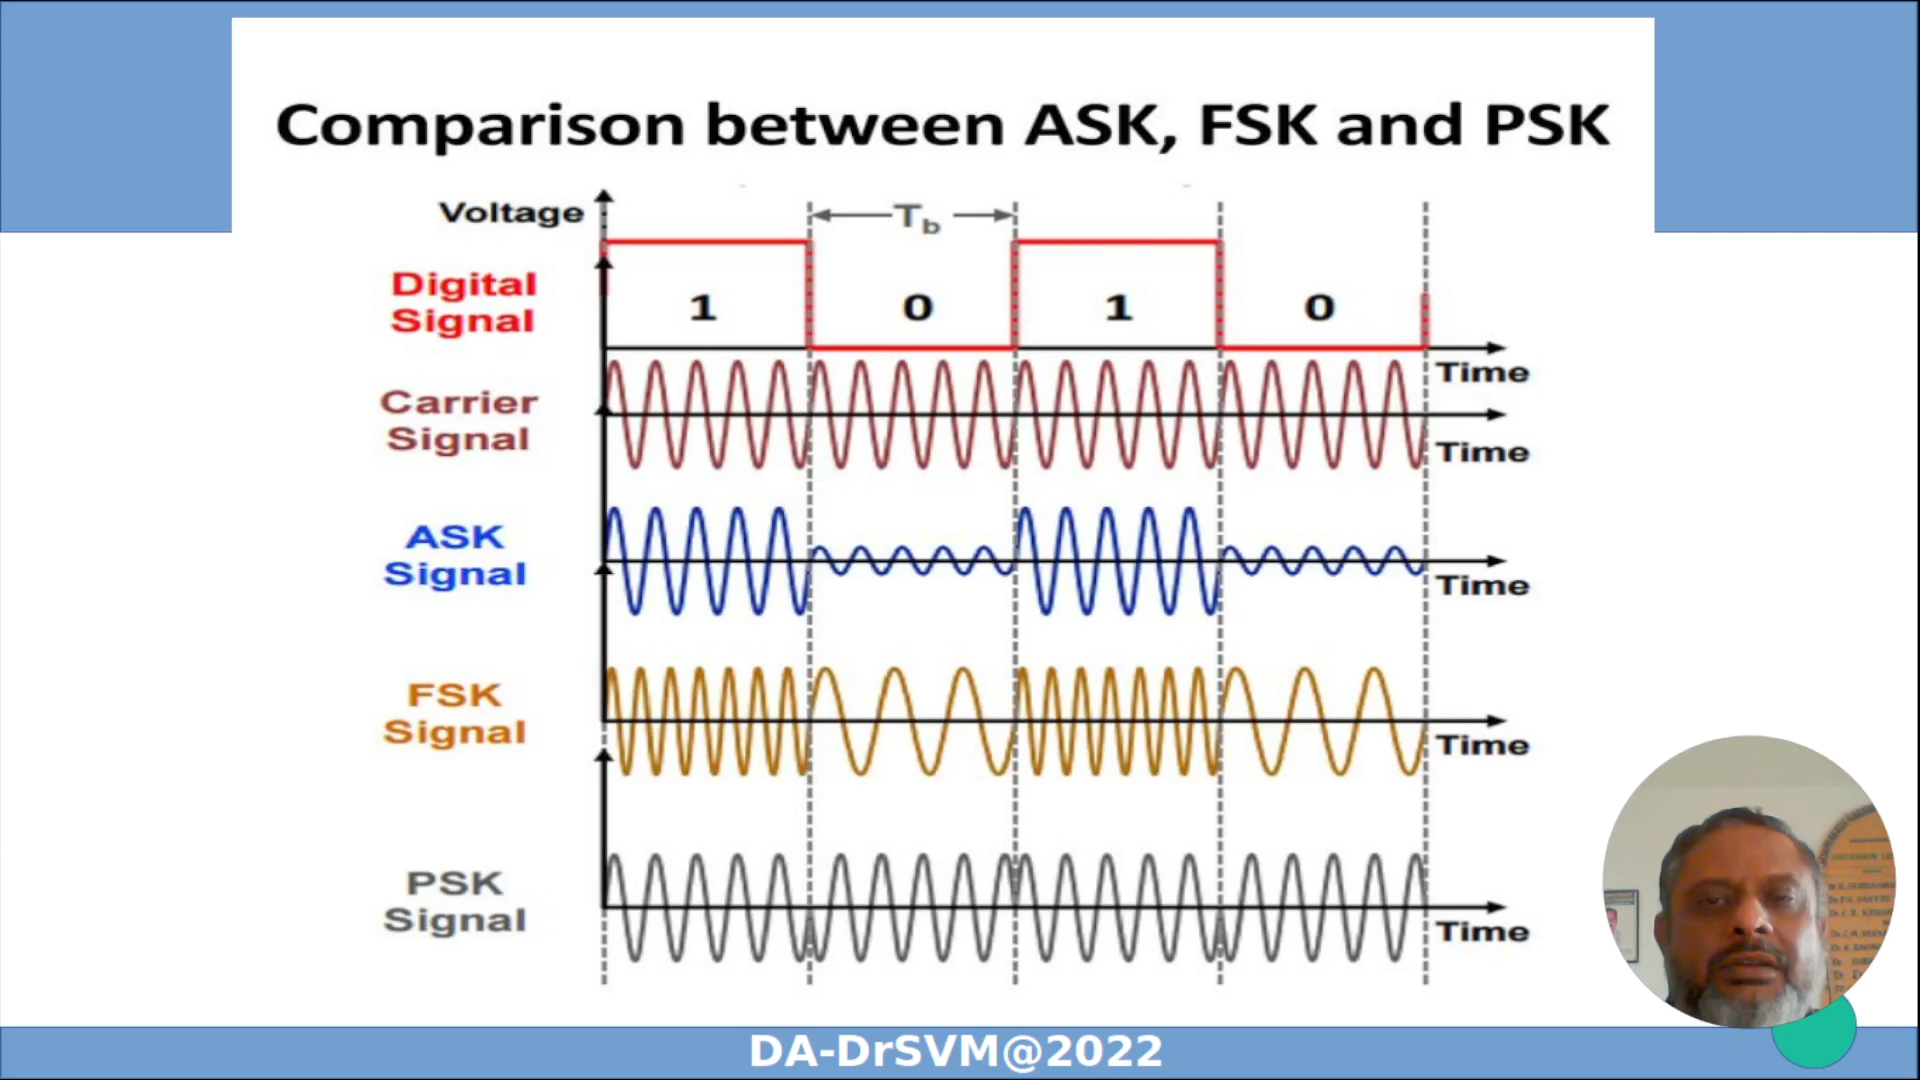 Comparison between ASK, FSK and PSK
Voltage
Tb
Digital
Signal
1 0 1 0
Time
Carrier
Signal
Time
ASK
Signal
Time
FSK
Signal
Time
PSK
Signal
Time
DA-DrSVM@2022